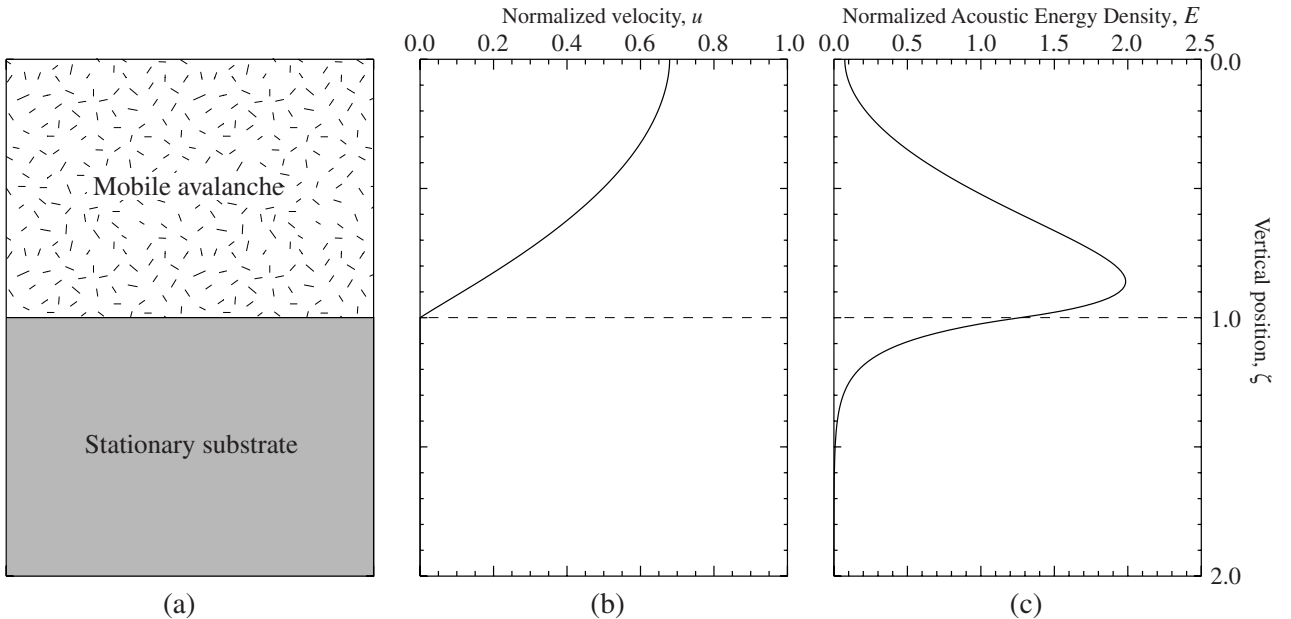 Normalized velocity, u
0.0 0.2 0.4 0.6 0.8 1.0
Normalized Acoustic Energy Density, E
0.0 0.5 1.0 1.5 2.0 2.5
Mobile avalanche
Stationary substrate
0.0
1.0
2.0
Vertical position, ζ
(a)
(b)
(c)